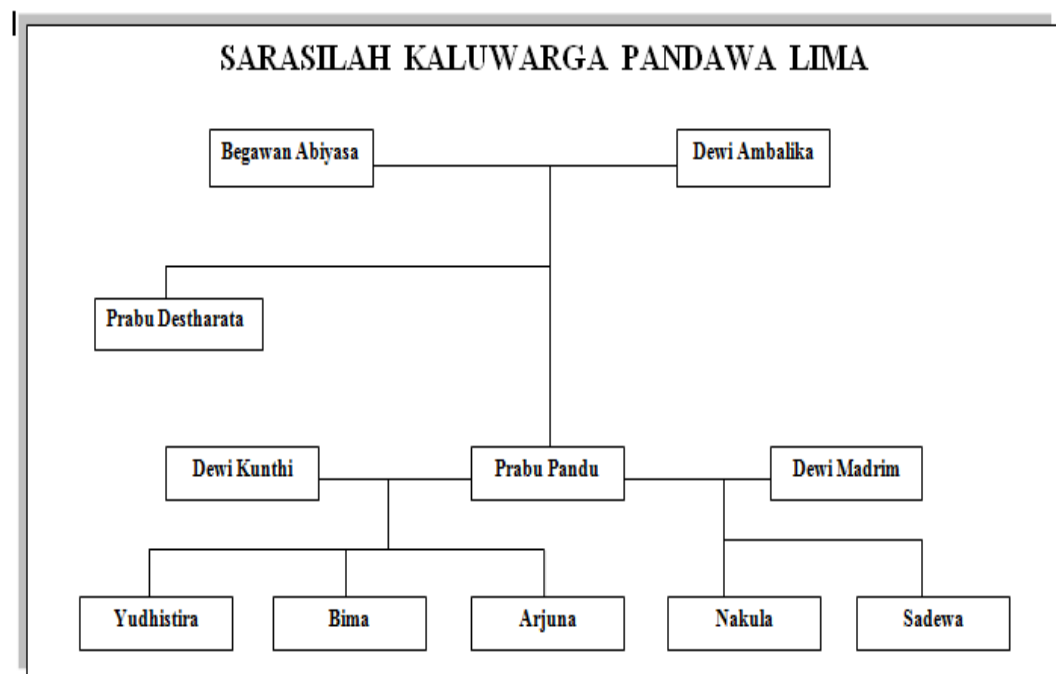 SARASILAH KALUWARGA PANDAWA LIMA
Begawan Abiyasa
Dewi Ambalika
Prabu Destharata
Dewi Kunthi
Prabu Pandu
Dewi Madrim
Yudhistira
Bima
Arjuna
Nakula
Sadewa